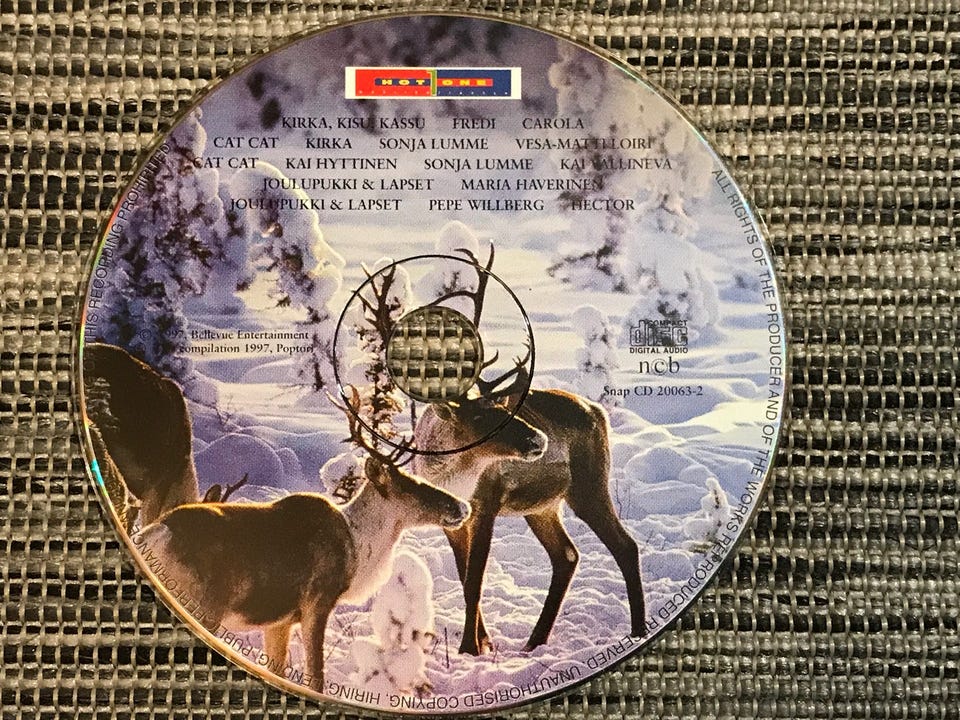 HOT ONE
KIRKA, KISU, KASSU FREDI CAROLA
CAT CAT KIRKA SONJA LUMME VESA-MATTI LOIRI
CAT CAT KAI HYTTINEN SONJA LUMME KAI VALLINEVA
JOULUPUKKI & LAPSET MARIA HAVERINEN
JOULUPUKKI & LAPSET PEPE WILLBERG HECTOR
1997, Bellevue Entertainment
compilation 1997, Poptori
COMPACT
disc
DIGITAL AUDIO
ncb
Snap CD 20063-2
ALL RIGHTS OF THE PRODUCER AND OF THE WORKS REPRODUCED RESERVED. UNAUTHORISED COPYING, HIRING, LENDING, PUBLIC PERFORMANCE THIS RECORDING PROHIBITED